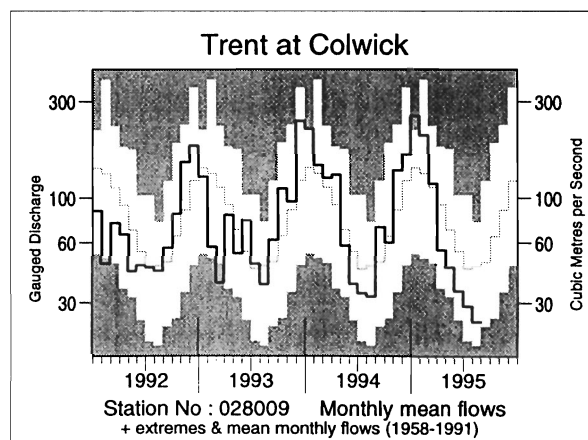 Trent at Colwick
Gauged Discharge
300
100
60
30
300
100
60
30
Cubic Metres per Second
1992 1993 1994 1995
Station No : 028009 Monthly mean flows
+ extremes & mean monthly flows (1958-1991)